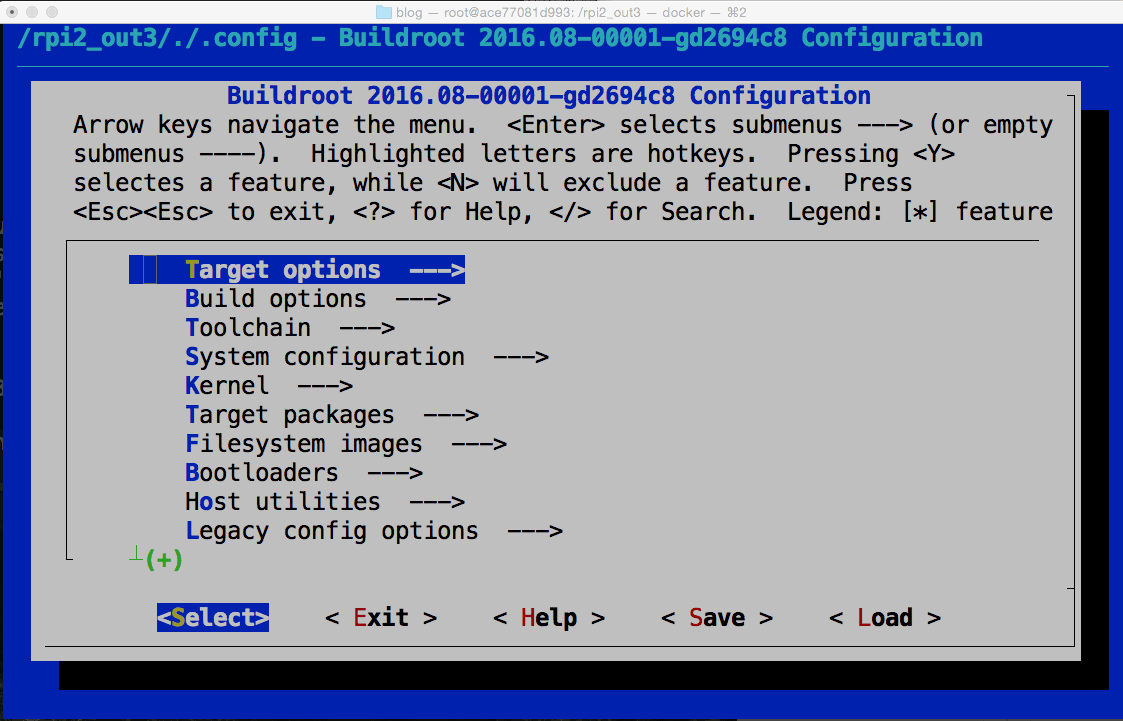 blog — root@ace77081d993: /rpi2_out3 — docker — ⌘2
/rpi2_out3/./.config - Buildroot 2016.08-00001-gd2694c8 Configuration
Buildroot 2016.08-00001-gd2694c8 Configuration
Arrow keys navigate the menu.  <Enter> selects submenus ---> (or empty
submenus ----).  Highlighted letters are hotkeys.  Pressing <Y>
selectes a feature, while <N> will exclude a feature.  Press
<Esc><Esc> to exit, <?> for Help, </> for Search.  Legend: [*] feature
Target options  --->
Build options  --->
Toolchain  --->
System configuration  --->
Kernel  --->
Target packages  --->
Filesystem images  --->
Bootloaders  --->
Host utilities  --->
Legacy config options  --->
(+)
<Select>    < Exit >    < Help >    < Save >    < Load >